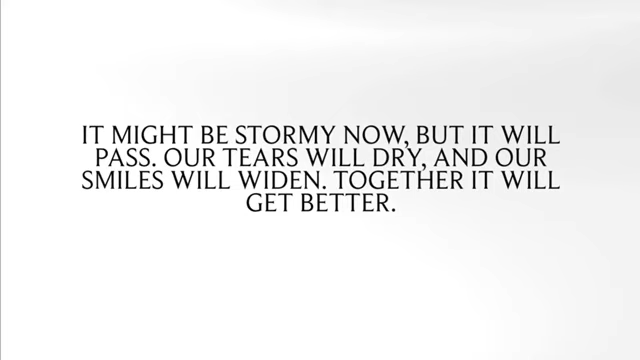 IT MIGHT BE STORMY NOW, BUT IT WILL
PASS. OUR TEARS WILL DRY, AND OUR
SMILES WILL WIDEN. TOGETHER IT WILL
GET BETTER.